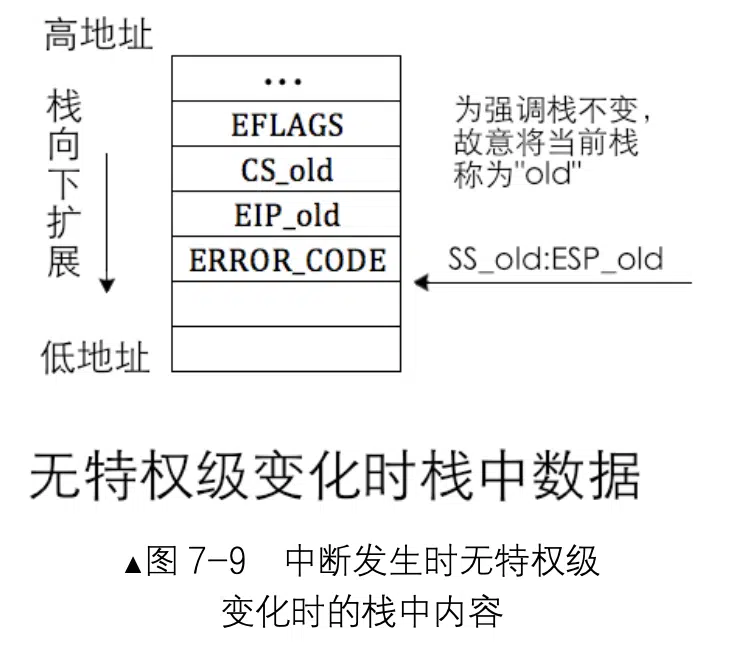 高地址
栈向下扩展
...
EFLAGS
CS_old
EIP_old
ERROR_CODE
为强调栈不变，
故意将当前栈
称为"old"
SS_old:ESP_old
低地址
无特权级变化时栈中数据
▲图 7-9 中断发生时无特权级
变化时的栈中内容